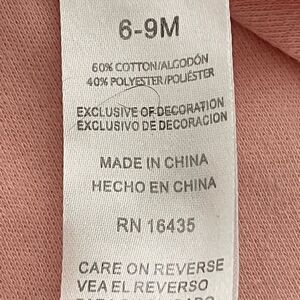 6-9M
60% COTTON/ALGODÓN
40% POLYESTER/POLIÉSTER
EXCLUSIVE OF DECORATION
EXCLUSIVO DE DECORACION
MADE IN CHINA
HECHO EN CHINA
RN 16435
CARE ON REVERSE
VEA EL REVERSO